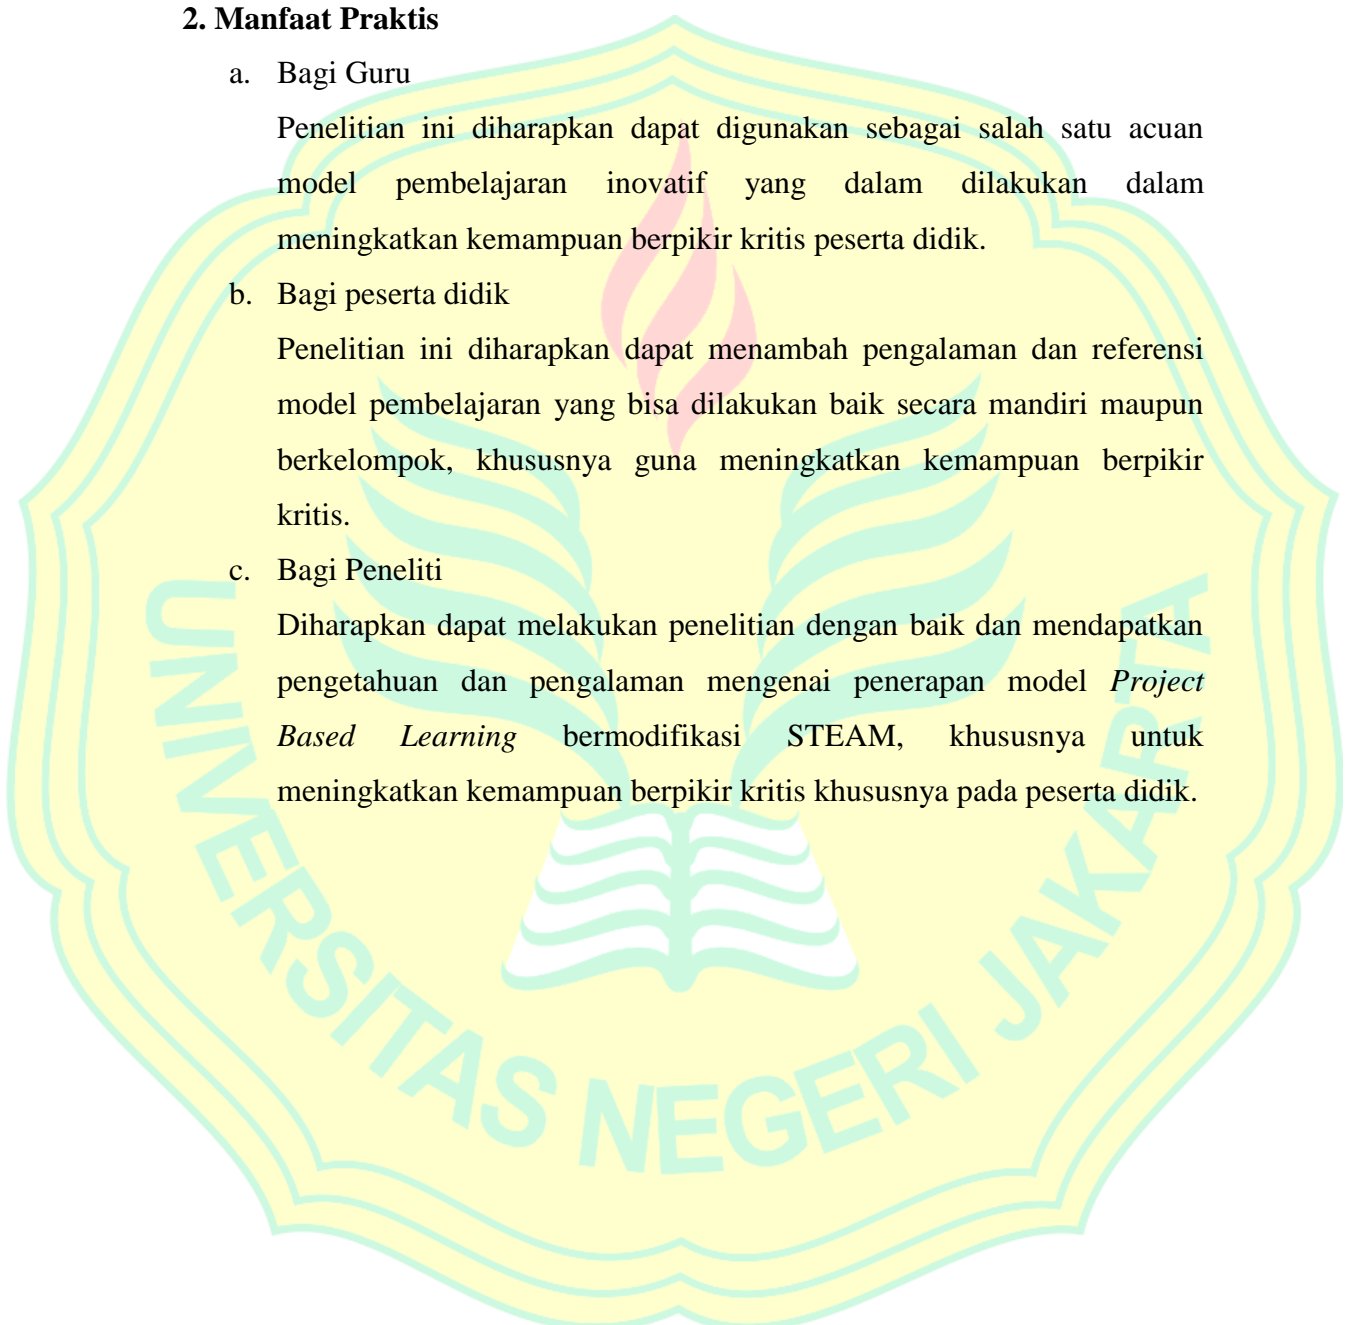 2. Manfaat Praktis
a. Bagi Guru
Penelitian ini diharapkan dapat digunakan sebagai salah satu acuan
model pembelajaran inovatif yang dalam dilakukan dalam
meningkatkan kemampuan berpikir kritis peserta didik.
b. Bagi peserta didik
Penelitian ini diharapkan dapat menambah pengalaman dan referensi
model pembelajaran yang bisa dilakukan baik secara mandiri maupun
berkelompok, khususnya guna meningkatkan kemampuan berpikir
kritis.
c. Bagi Peneliti
Diharapkan dapat melakukan penelitian dengan baik dan mendapatkan
pengetahuan dan pengalaman mengenai penerapan model Project
Based Learning bermodifikasi STEAM, khususnya untuk
meningkatkan kemampuan berpikir kritis khususnya pada peserta didik.
UNIVERSITAS NEGERI JAKARTA